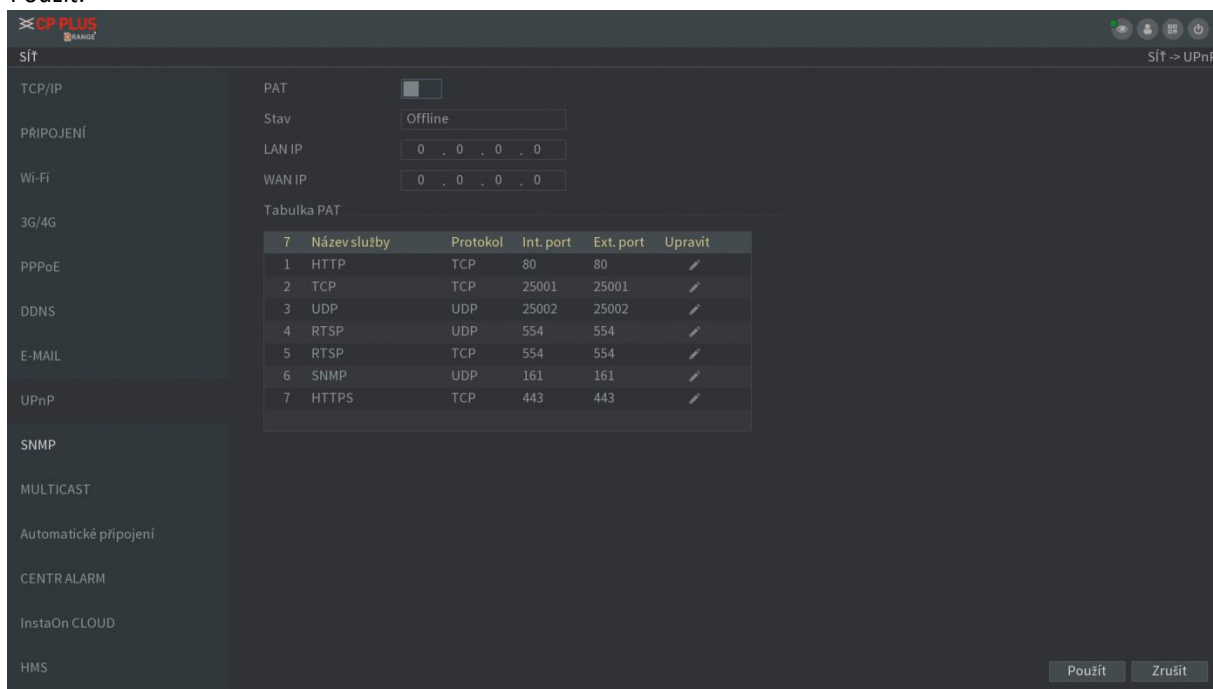 Použít.
CP PLUS
ORANGE
SÍŤ
SÍŤ -> UPnP
TCP/IP
PŘIPOJENÍ
Wi-Fi
3G/4G
PPPoE
DDNS
E-MAIL
UPnP
SNMP
MULTICAST
Automatické připojení
CENTR ALARM
InstaOn CLOUD
HMS
PAT
Stav Offline
LAN IP 0 . 0 . 0 . 0
WAN IP 0 . 0 . 0 . 0
Tabulka PAT
7 Název služby Protokol Int. port Ext. port Upravit
1 HTTP TCP 80 80
2 TCP TCP 25001 25001
3 UDP UDP 25002 25002
4 RTSP UDP 554 554
5 RTSP TCP 554 554
6 SNMP UDP 161 161
7 HTTPS TCP 443 443
Použít Zrušit